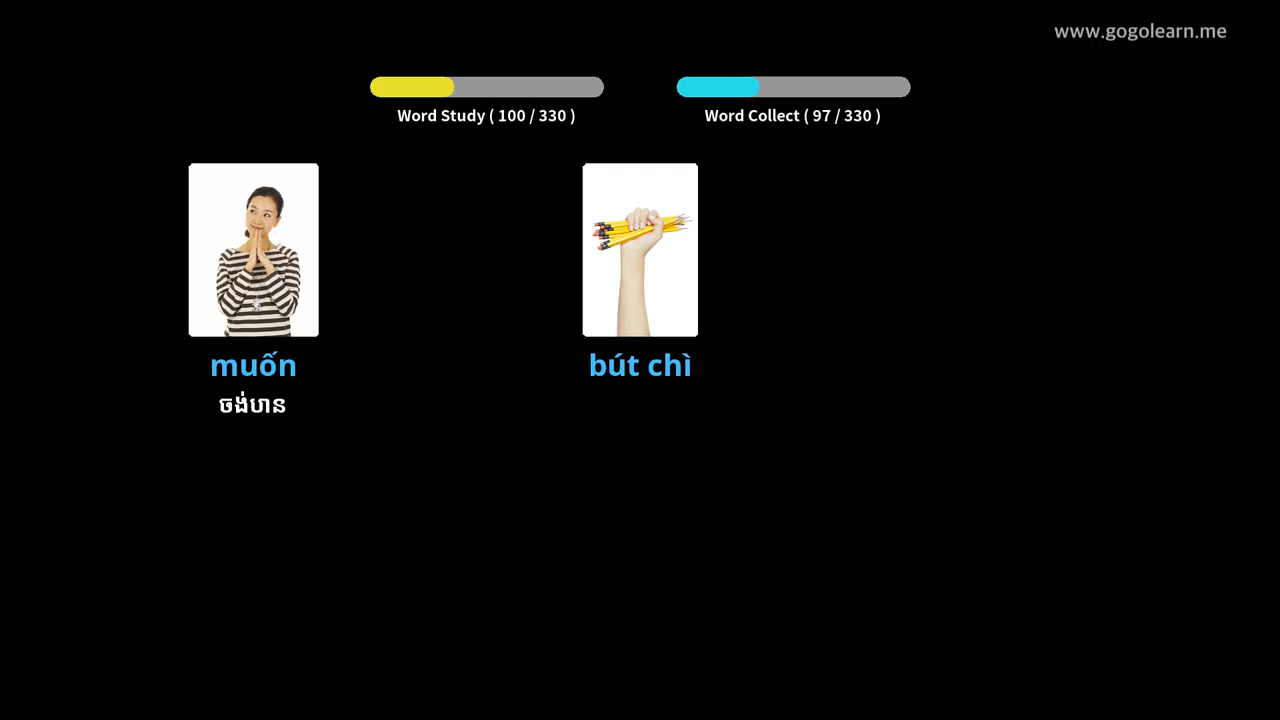 www.gogolearn.me
Word Study ( 100 / 330 )
Word Collect ( 97 / 330 )
muốn
ចង់បាន
bút chì